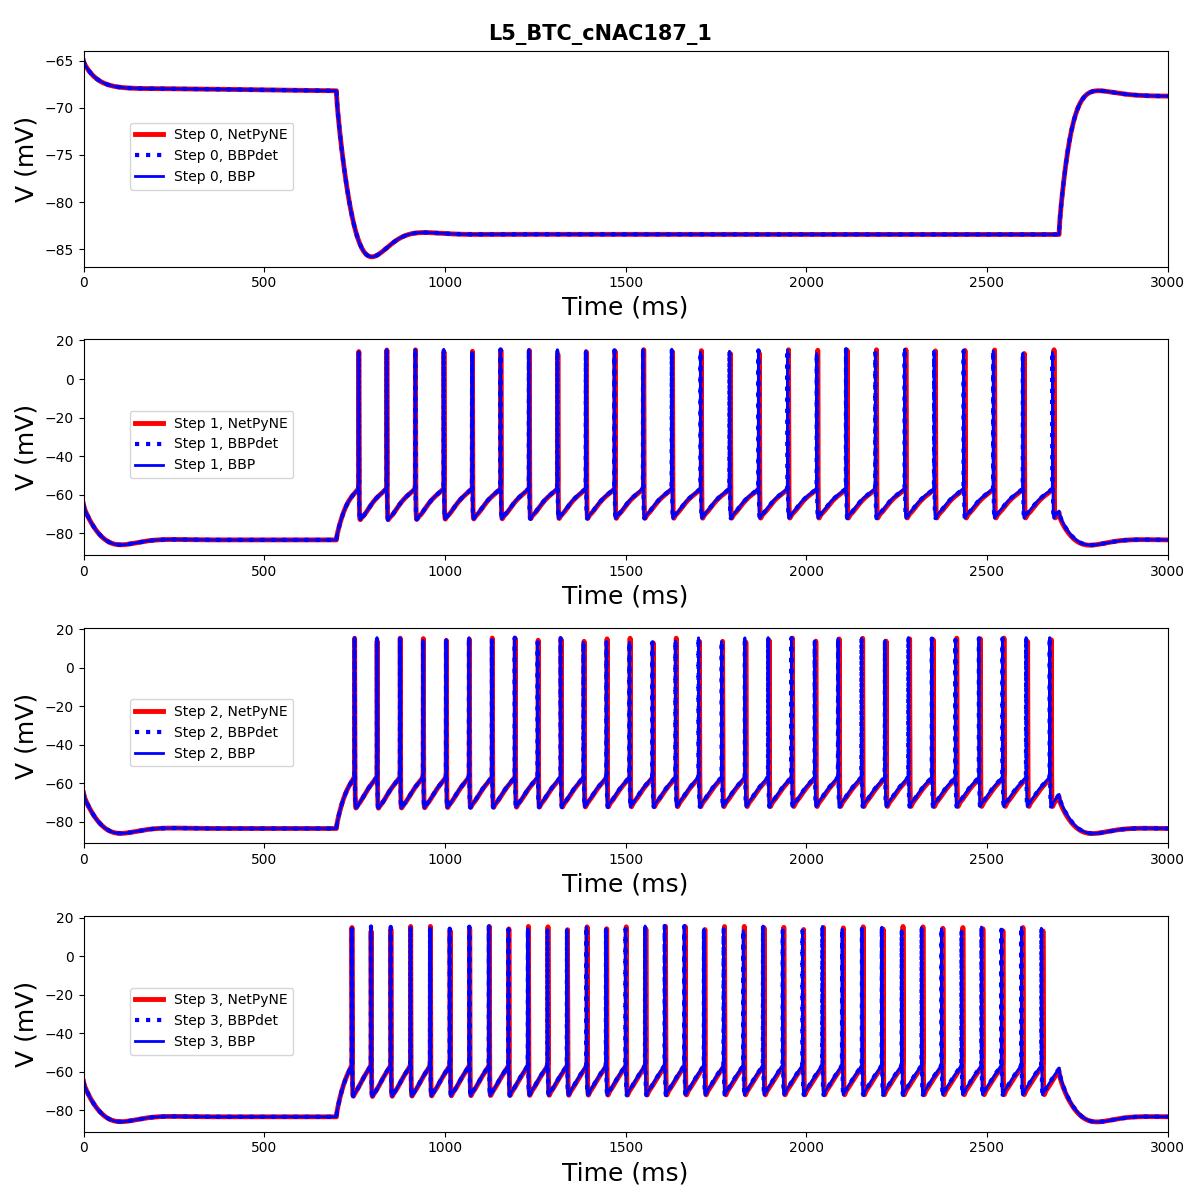 L5_BTC_cNAC187_1
−65
−70
−75
−80
−85
V (mV)
Step 0, NetPyNE
Step 0, BBPdet
Step 0, BBP
0 500 1000 1500 2000 2500 3000
Time (ms)
20
0
−20
−40
−60
−80
V (mV)
Step 1, NetPyNE
Step 1, BBPdet
Step 1, BBP
0 500 1000 1500 2000 2500 3000
Time (ms)
20
0
−20
−40
−60
−80
V (mV)
Step 2, NetPyNE
Step 2, BBPdet
Step 2, BBP
0 500 1000 1500 2000 2500 3000
Time (ms)
20
0
−20
−40
−60
−80
V (mV)
Step 3, NetPyNE
Step 3, BBPdet
Step 3, BBP
0 500 1000 1500 2000 2500 3000
Time (ms)